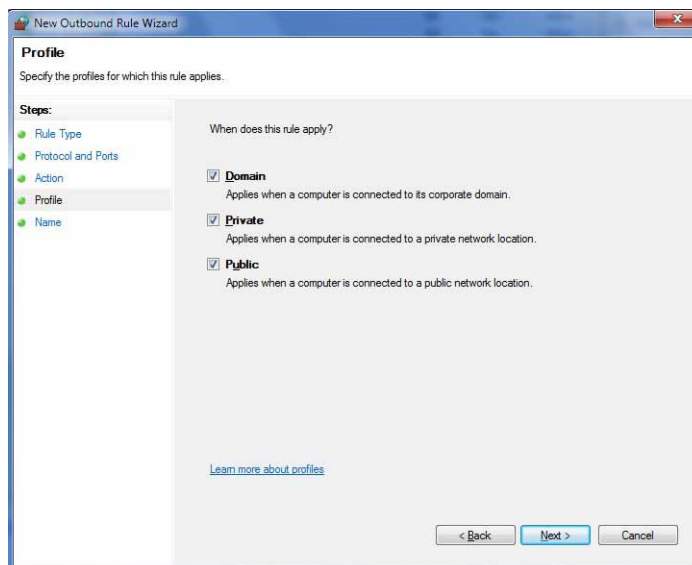 New Outbound Rule Wizard
Profile
Specify the profiles for which this rule applies.
Steps:
Rule Type
Protocol and Ports
Action
Profile
Name
When does this rule apply?
Domain
Applies when a computer is connected to its corporate domain.
Private
Applies when a computer is connected to a private network location.
Public
Applies when a computer is connected to a public network location.
Learn more about profiles
< Back
Next >
Cancel